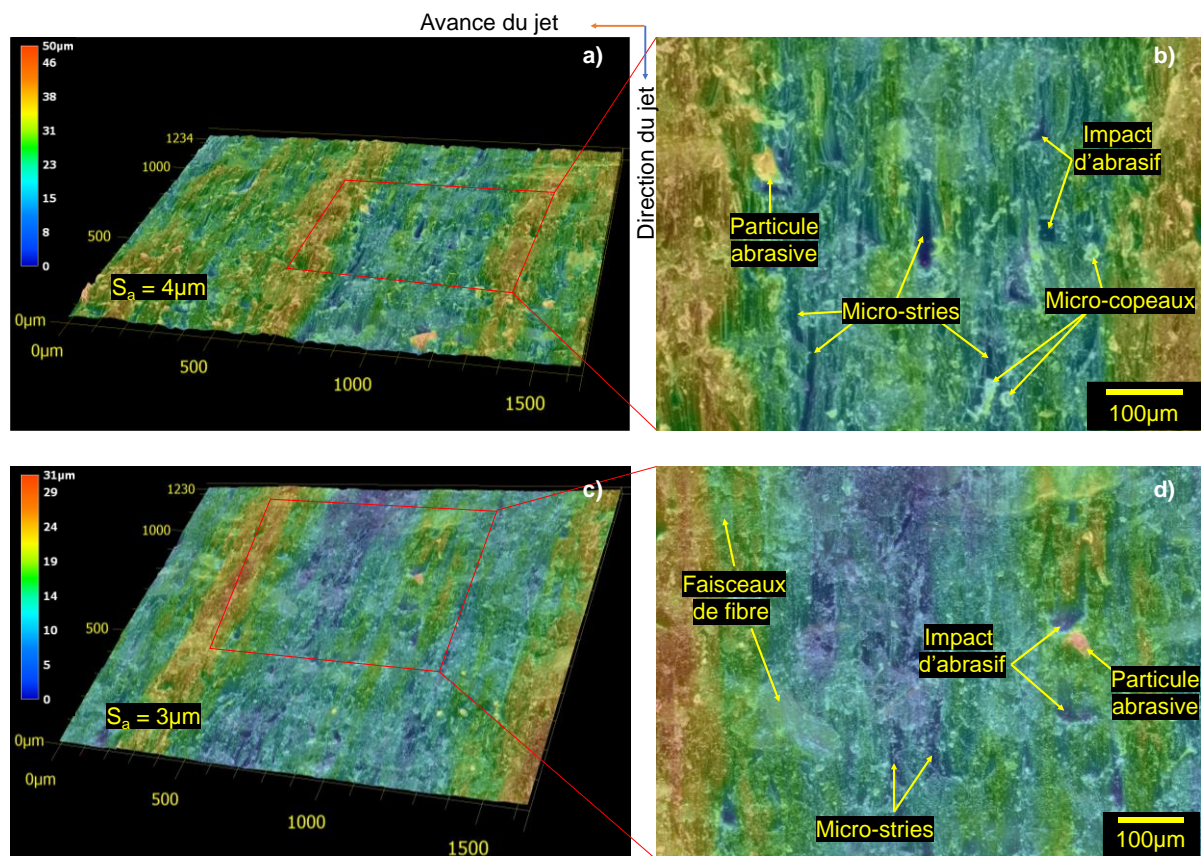 Avance du jet
Direction du jet
a)
50µm
46
38
31
23
15
8
0
1234
1000
500
0µm
0µm
500
1000
1500
Sa = 4µm
b)
Impact
d'abrasif
Particule
abrasive
Micro-stries
Micro-copeaux
100µm
c)
31µm
29
24
19
14
10
5
0
1230
1000
500
0µm
0µm
500
1000
1500
Sa = 3µm
d)
Faisceaux
de fibre
Impact
d'abrasif
Particule
abrasive
Micro-stries
100µm